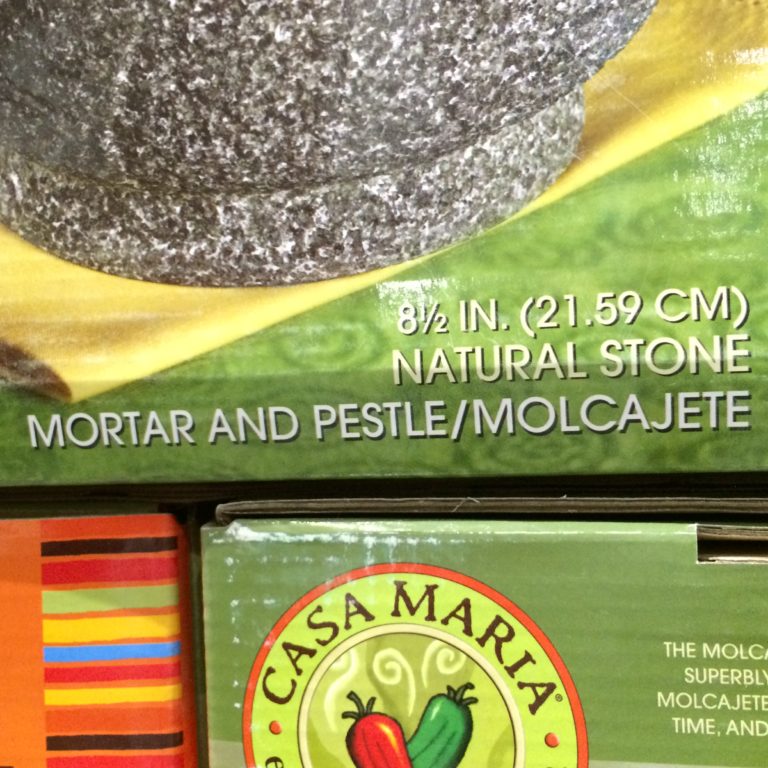 8½ IN. (21.59 CM)
NATURAL STONE
MORTAR AND PESTLE/MOLCAJETE
CASA MARIA®
THE
SUPERBLY
MOLCAJETE
TIME, AND